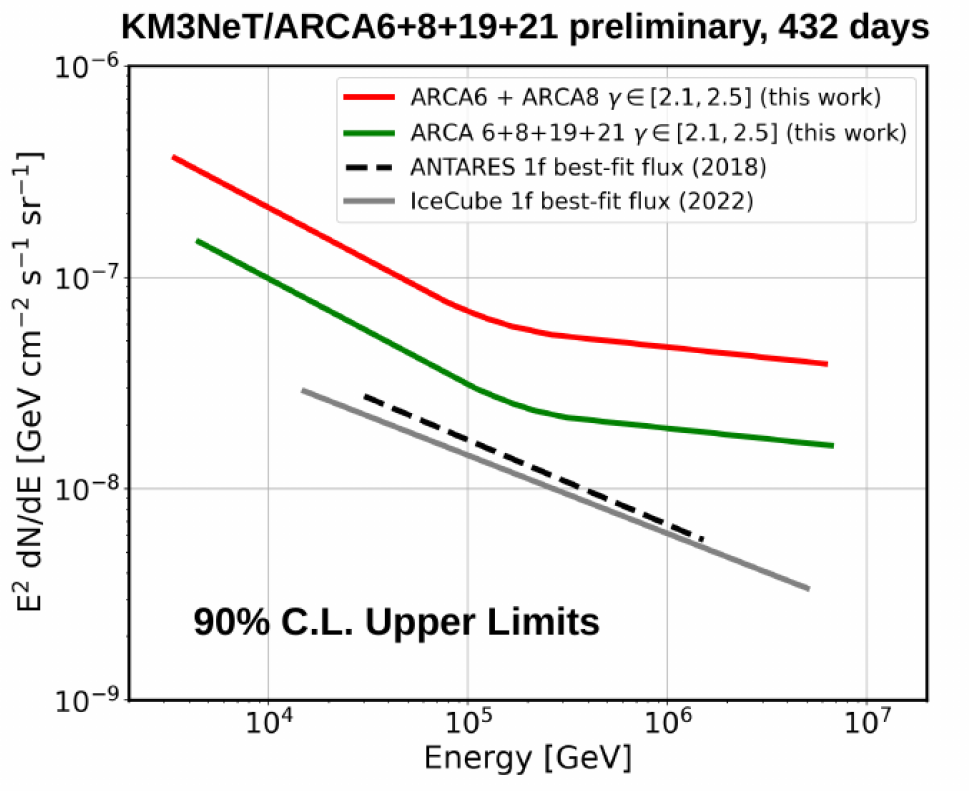 KM3NeT/ARCA6+8+19+21 preliminary, 432 days
10⁻⁶
10⁻⁷
10⁻⁸
10⁻⁹
E² dN/dE [GeV cm⁻² s⁻¹ sr⁻¹]
ARCA6 + ARCA8 γ ∈ [2.1, 2.5] (this work)
ARCA 6+8+19+21 γ ∈ [2.1, 2.5] (this work)
ANTARES 1f best-fit flux (2018)
IceCube 1f best-fit flux (2022)
90% C.L. Upper Limits
10⁴ 10⁵ 10⁶ 10⁷
Energy [GeV]